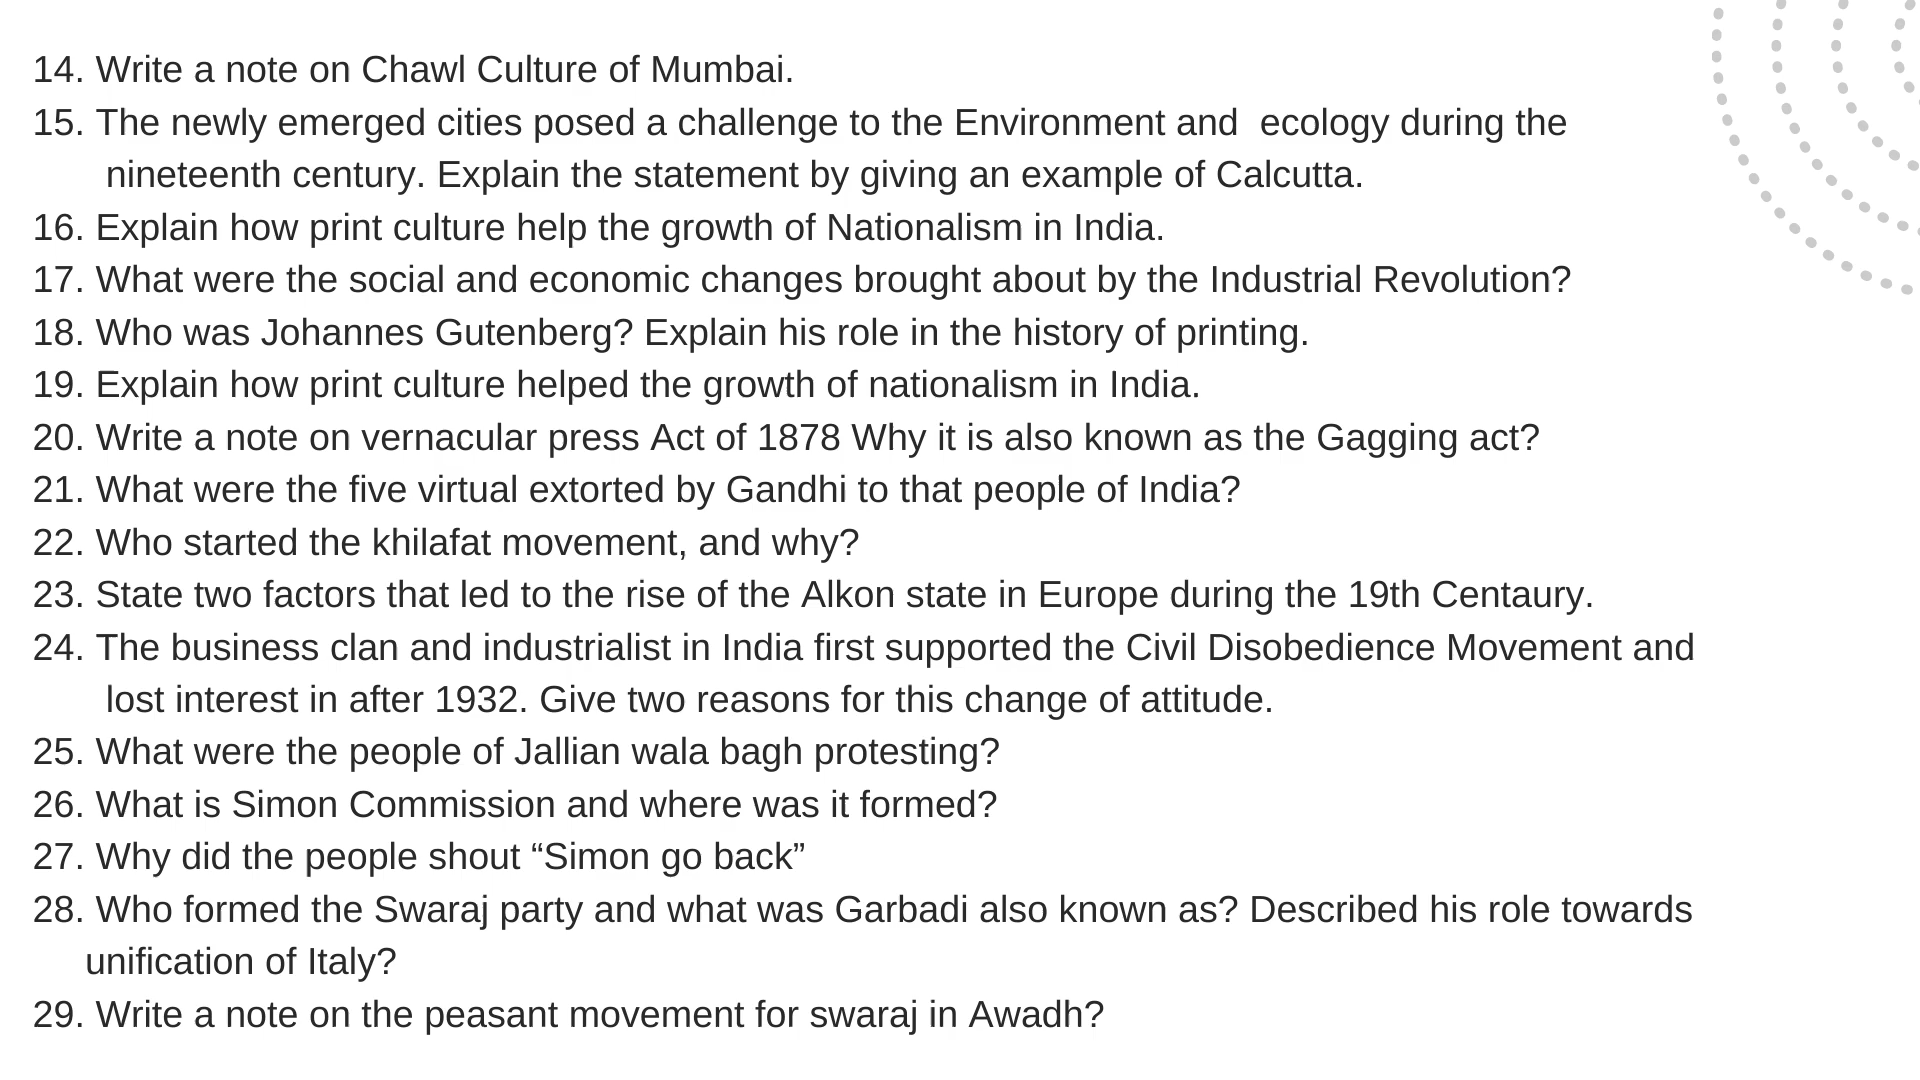 14. Write a note on Chawl Culture of Mumbai.
15. The newly emerged cities posed a challenge to the Environment and  ecology during the
nineteenth century. Explain the statement by giving an example of Calcutta.
16. Explain how print culture help the growth of Nationalism in India.
17. What were the social and economic changes brought about by the Industrial Revolution?
18. Who was Johannes Gutenberg? Explain his role in the history of printing.
19. Explain how print culture helped the growth of nationalism in India.
20. Write a note on vernacular press Act of 1878 Why it is also known as the Gagging act?
21. What were the five virtual extorted by Gandhi to that people of India?
22. Who started the khilafat movement, and why?
23. State two factors that led to the rise of the Alkon state in Europe during the 19th Centaury.
24. The business clan and industrialist in India first supported the Civil Disobedience Movement and
lost interest in after 1932. Give two reasons for this change of attitude.
25. What were the people of Jallian wala bagh protesting?
26. What is Simon Commission and where was it formed?
27. Why did the people shout “Simon go back”
28. Who formed the Swaraj party and what was Garbadi also known as? Described his role towards
unification of Italy?
29. Write a note on the peasant movement for swaraj in Awadh?